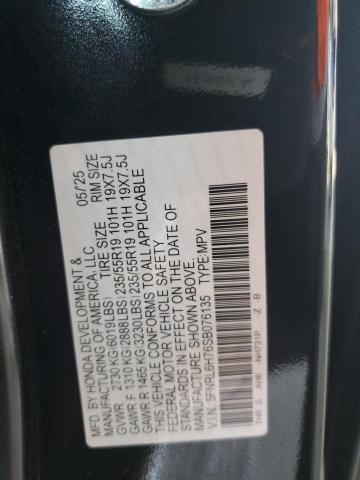 MFD. BY HONDA DEVELOPMENT & 05/'25
MANUFACTURING OF AMERICA, LLC
TIRE SIZE RIM SIZE
GVWR 2730 KG(6019LBS)
GAWR F 1310 KG(2888LBS) 235/55R19 101H 19X7.5J
GAWR R 1465 KG(3230LBS) 235/55R19 101H 19X7.5J
THIS VEHICLE CONFORMS TO ALL APPLICABLE
FEDERAL MOTOR VEHICLE SAFETY
STANDARDS IN EFFECT ON THE DATE OF
MANUFACTURE SHOWN ABOVE.
V.I.N. 5FNRL6H76SB076135 TYPE:MPV
THR S AHE -NH731P -Z -B